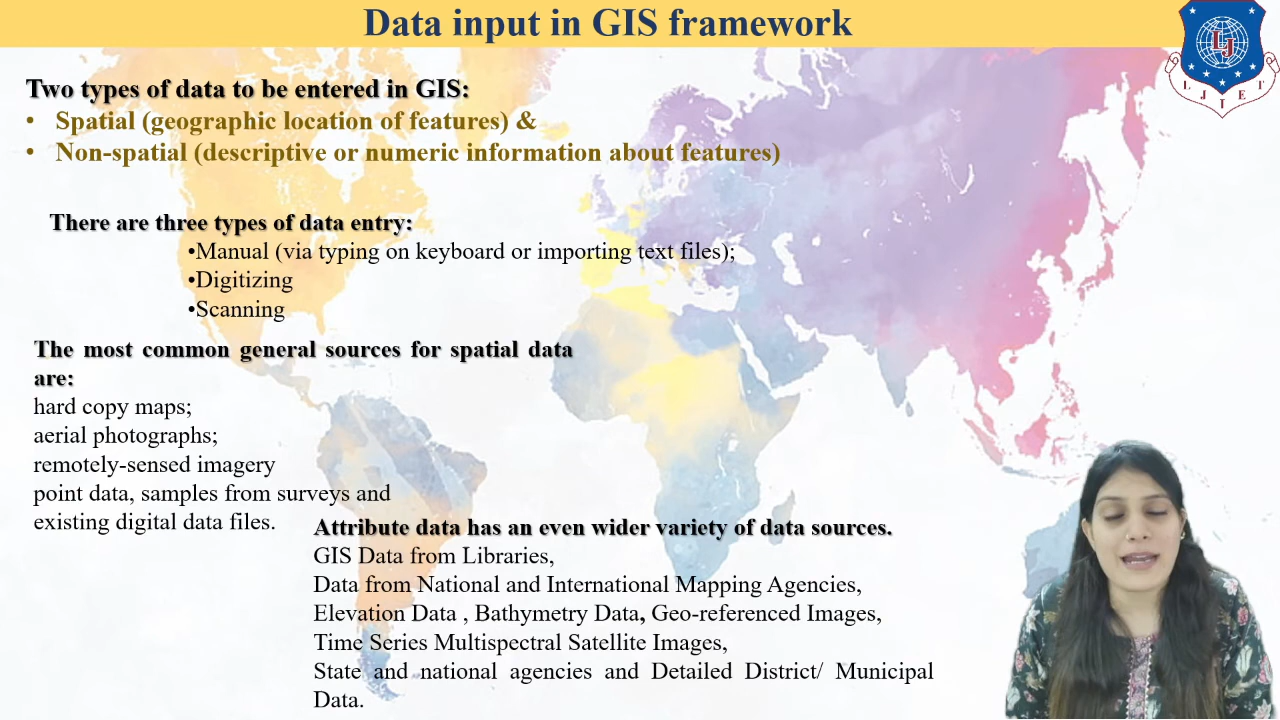 Data input in GIS framework
Two types of data to be entered in GIS:
• Spatial (geographic location of features) &
• Non-spatial (descriptive or numeric information about features)
There are three types of data entry:
•Manual (via typing on keyboard or importing text files);
•Digitizing
•Scanning
The most common general sources for spatial data
are:
hard copy maps;
aerial photographs;
remotely-sensed imagery
point data, samples from surveys and
existing digital data files.
Attribute data has an even wider variety of data sources.
GIS Data from Libraries,
Data from National and International Mapping Agencies,
Elevation Data , Bathymetry Data, Geo-referenced Images,
Time Series Multispectral Satellite Images,
State and national agencies and Detailed District/ Municipal
Data.
LJ
L J I E T